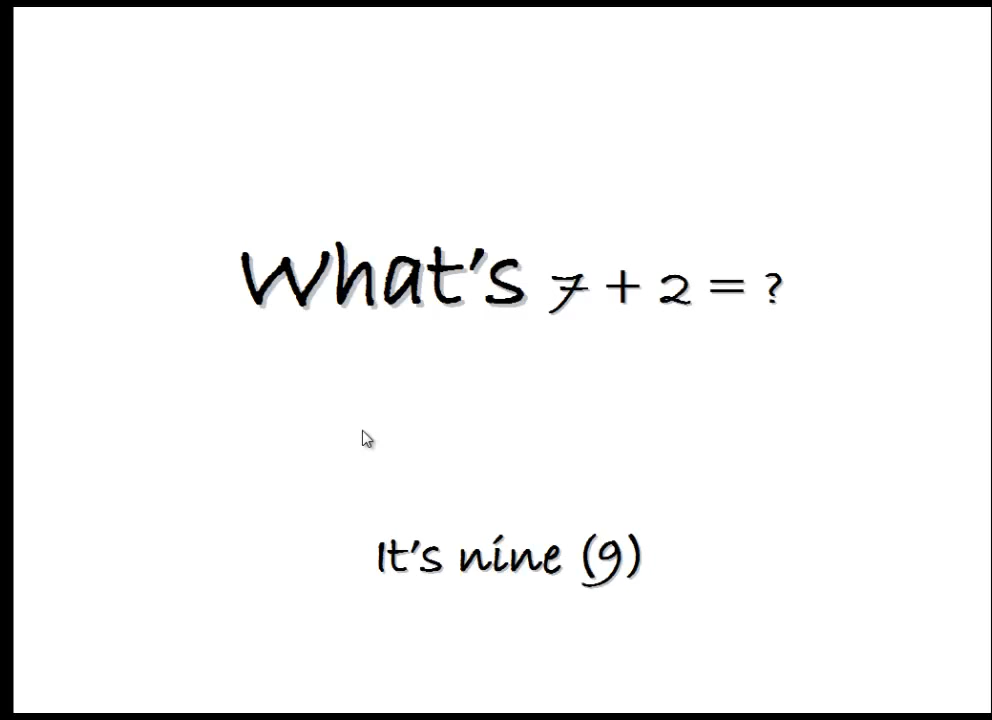 What's 7 + 2 = ?
It's nine (9)